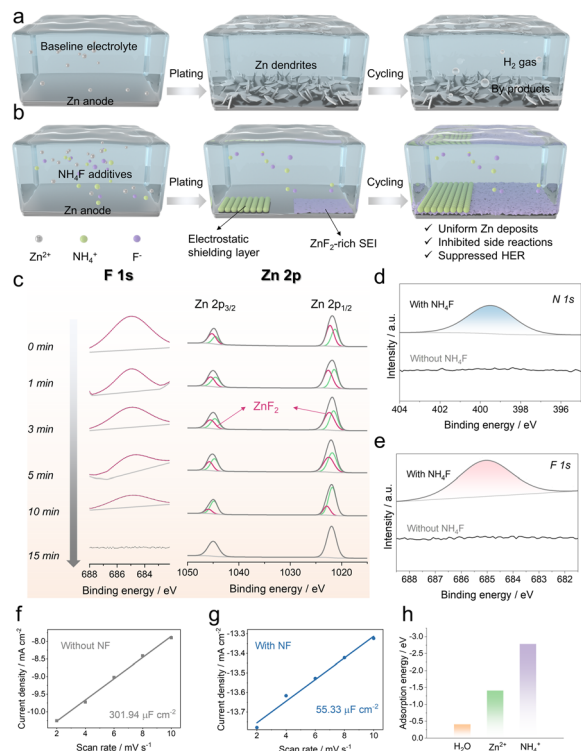 a
Baseline electrolyte
Zn anode
Plating
Zn dendrites
Cycling
H₂ gas
By products
b
NH₄F additives
Zn anode
Plating
Cycling
Zn²⁺
NH₄⁺
F⁻
Electrostatic
shielding layer
ZnF₂-rich SEI
✓ Uniform Zn deposits
✓ Inhibited side reactions
✓ Suppressed HER
c
F 1s
Zn 2p
Zn 2p₃/₂
Zn 2p₁/₂
0 min
1 min
3 min
5 min
10 min
15 min
ZnF₂
688 686 684
Binding energy / eV
1050 1040 1030 1020
Binding energy / eV
d
N 1s
With NH₄F
Without NH₄F
Intensity / a.u.
404 400 398 396
Binding energy / eV
e
F 1s
With NH₄F
Without NH₄F
Intensity / a.u.
688 687 686 685 684 683 682
Binding energy / eV
f
Without NF
301.94 μF cm⁻²
Current density / mA cm⁻²
-8.0
-8.5
-9.0
-9.5
-10.0
2 4 6 8 10
Scan rate / mV s⁻¹
g
With NF
55.33 μF cm⁻²
Current density / mA cm⁻²
-13.3
-13.4
-13.5
-13.6
-13.7
2 4 6 8 10
Scan rate / mV s⁻¹
h
Adsorption energy / -eV
-3.0
-2.5
-2.0
-1.5
-1.0
-0.5
0.0
H₂O Zn²⁺ NH₄⁺